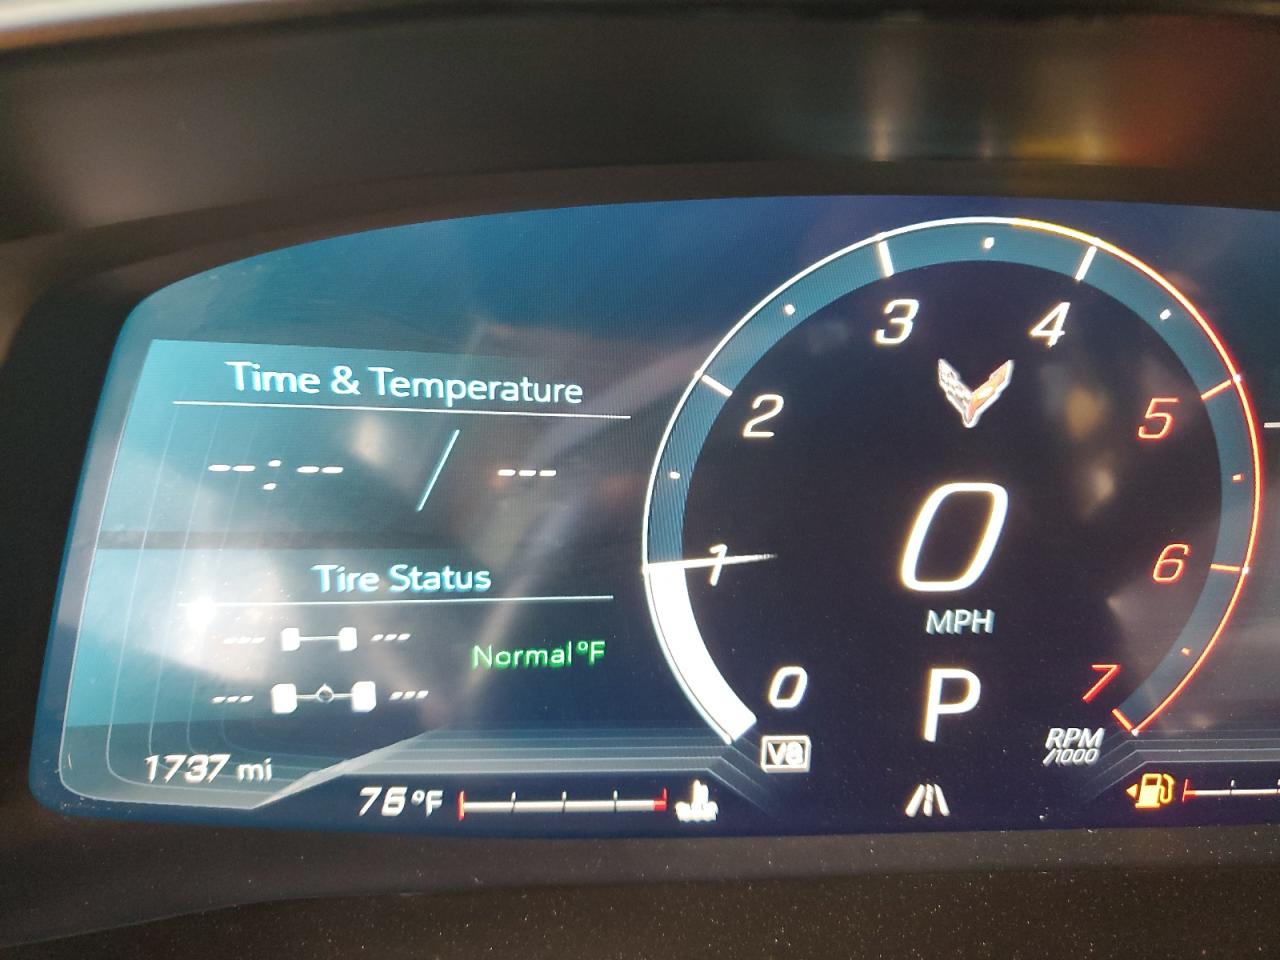 Time & Temperature
--:-- / ---
Tire Status
--- ---
Normal°F
--- ---
1737 mi
76°F
0
1
2
3
4
5
6
7
RPM
/1000
0
MPH
P
V8